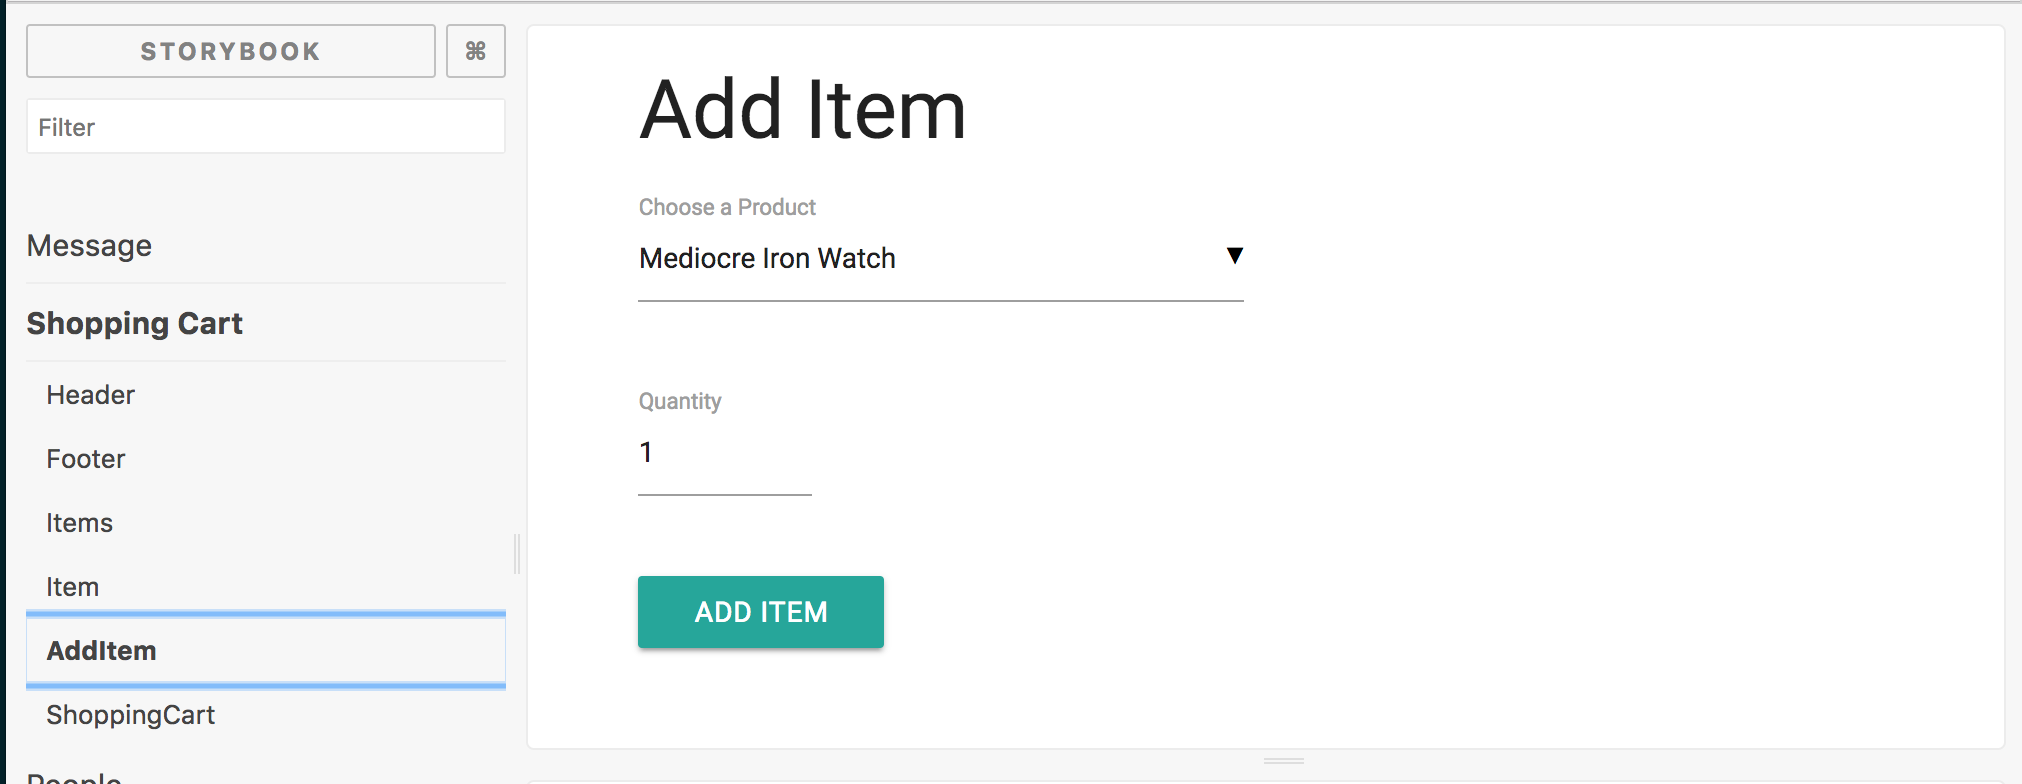 STORYBOOK
⌘
Filter
Message
Shopping Cart
Header
Footer
Items
Item
AddItem
ShoppingCart
People
Add Item
Choose a Product
Mediocre Iron Watch
▼
Quantity
1
ADD ITEM